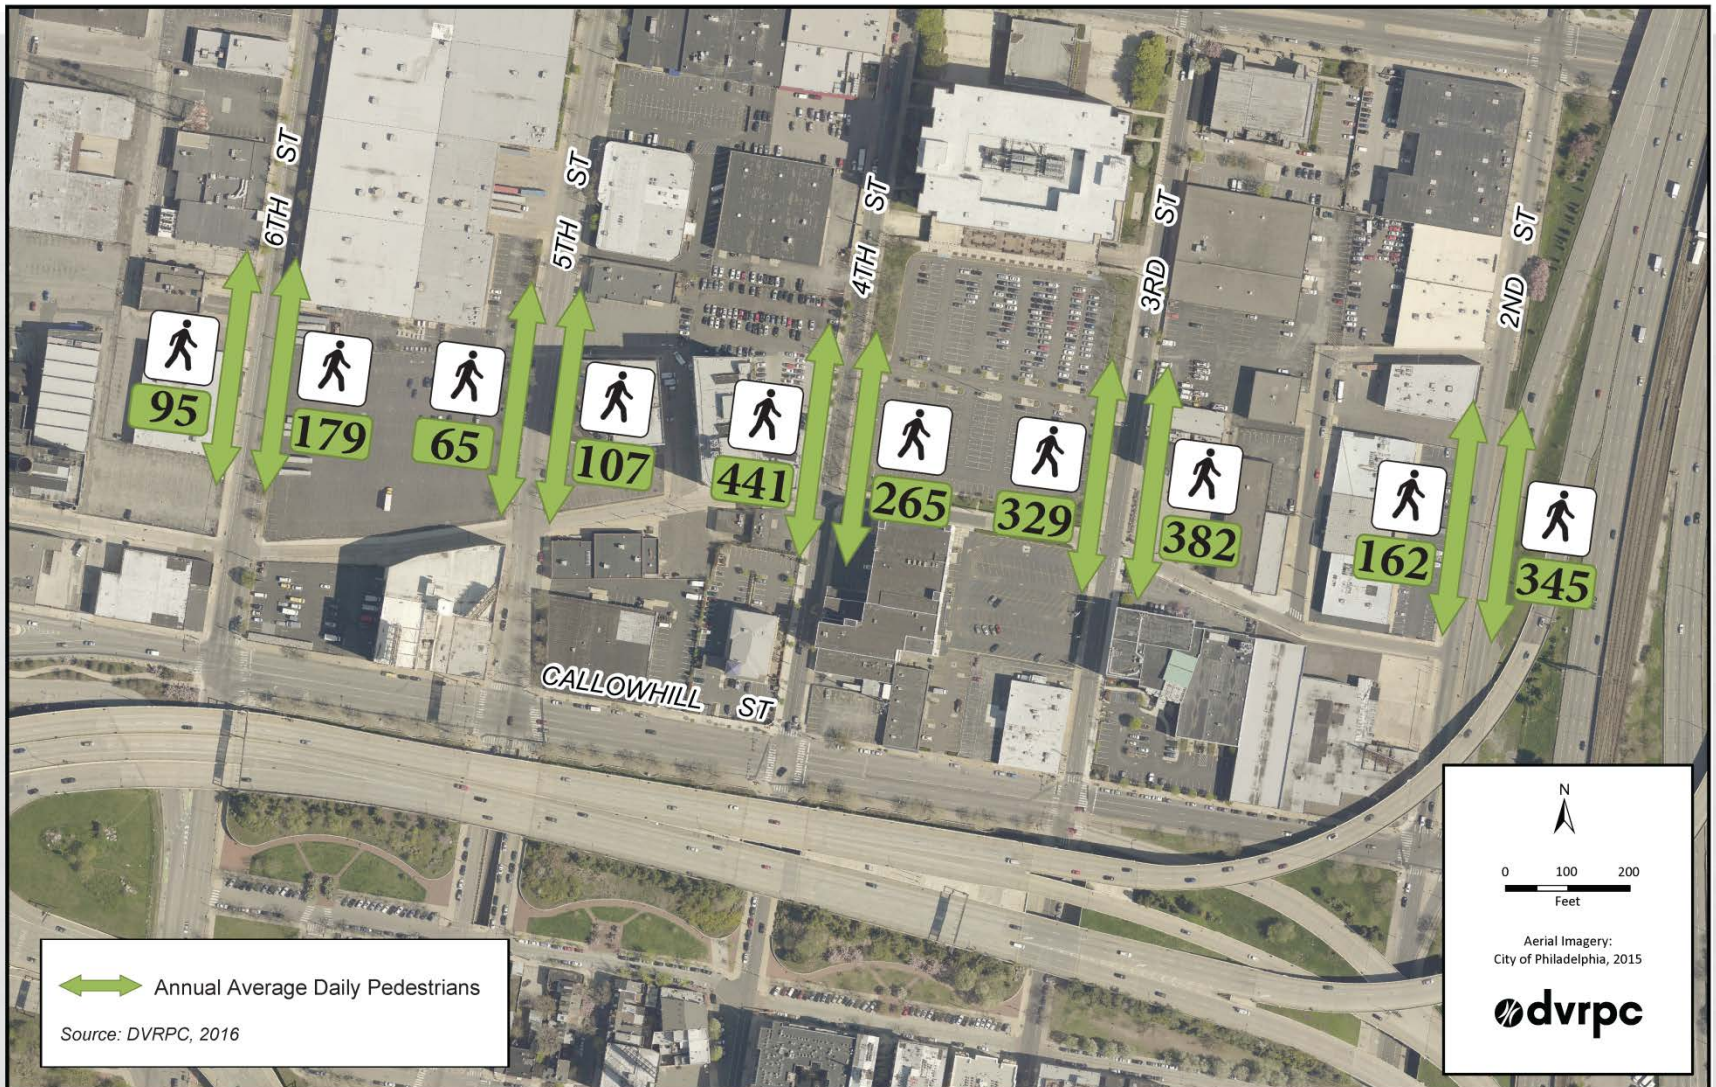 6TH ST
5TH ST
4TH ST
3RD ST
2ND ST
95
179
65
107
441
265
329
382
162
345
CALLOWHILL ST
N
0 100 200
Feet
Aerial Imagery:
City of Philadelphia, 2015
dvrpc
Annual Average Daily Pedestrians
Source: DVRPC, 2016